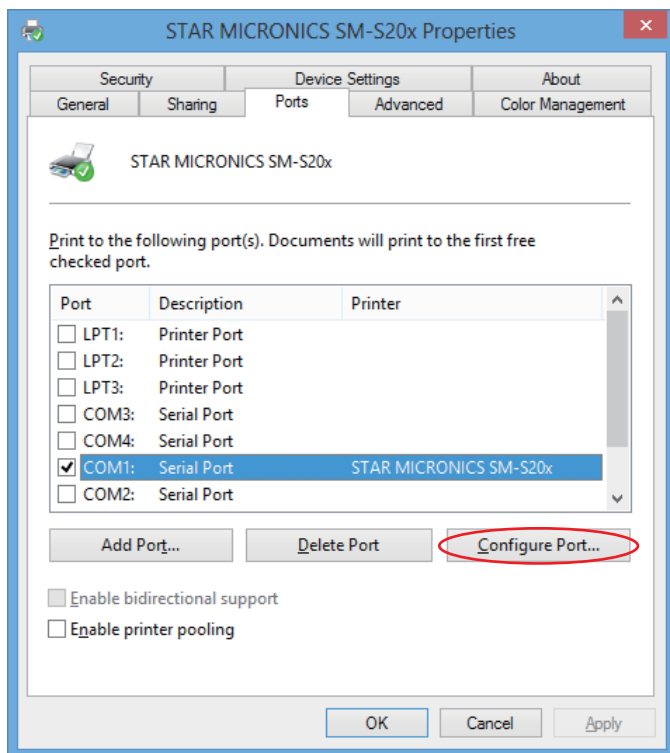 STAR MICRONICS SM-S20x Properties
Security Device Settings About
General Sharing Ports Advanced Color Management
STAR MICRONICS SM-S20x
Print to the following port(s). Documents will print to the first free
checked port.
Port Description Printer
LPT1: Printer Port
LPT2: Printer Port
LPT3: Printer Port
COM3: Serial Port
COM4: Serial Port
COM1: Serial Port STAR MICRONICS SM-S20x
COM2: Serial Port
Add Port... Delete Port Configure Port...
Enable bidirectional support
Enable printer pooling
OK Cancel Apply